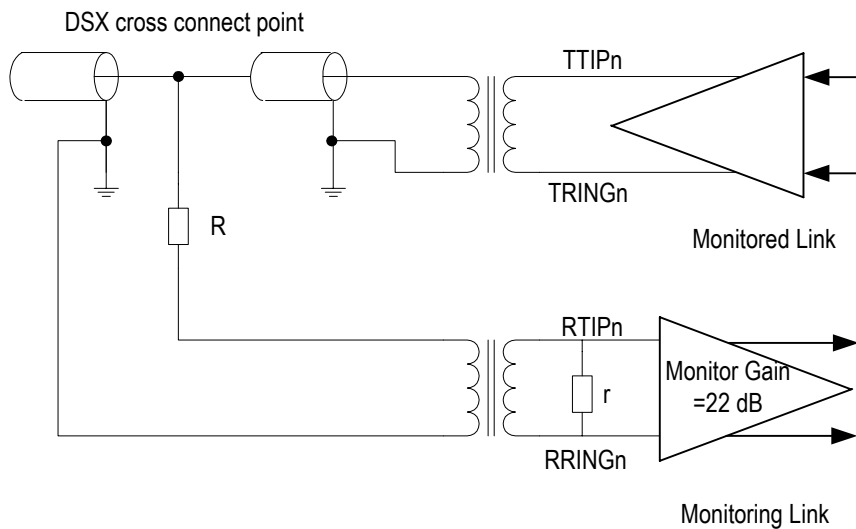 DSX cross connect point
TTIPn
TRINGn
R
Monitored Link
RTIPn
Monitor Gain
=22 dB
r
RRINGn
Monitoring Link